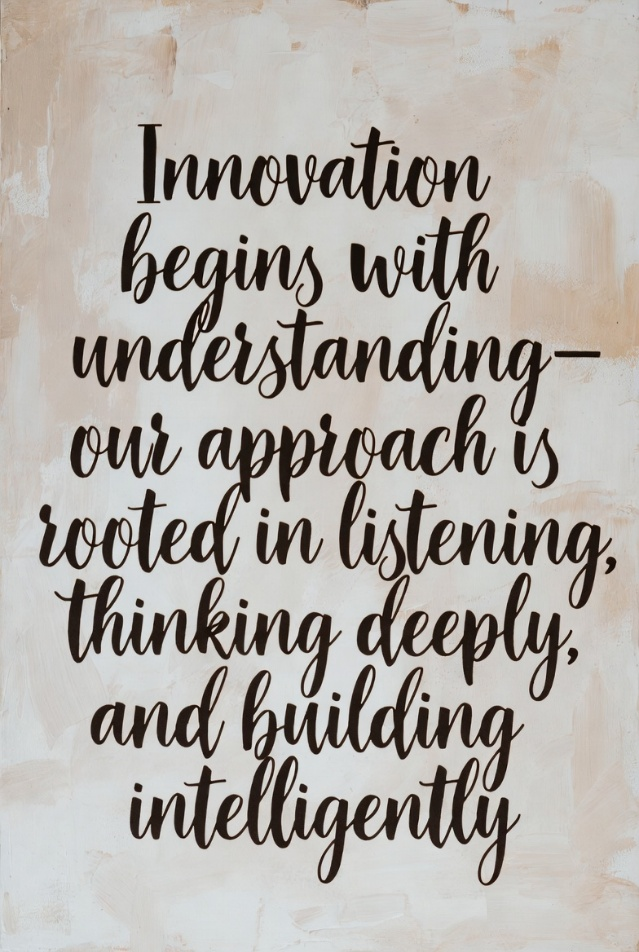 Innovation
begins with
understanding—
our approach is
rooted in listening,
thinking deeply,
and building
intelligently